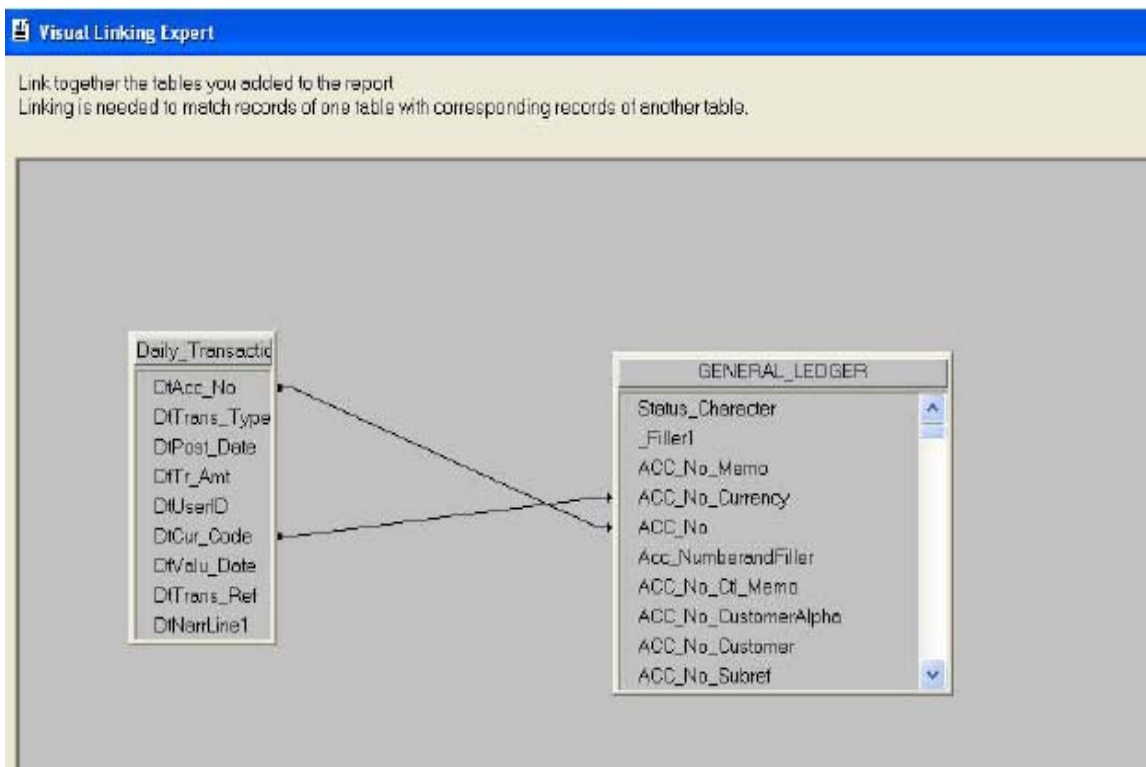 Visual Linking Expert
Link together the tables you added to the report
Linking is needed to match records of one table with corresponding records of another table.
Daily_Transactio
DtAcc_No
DtTrans_Type
DtPost_Date
DtTr_Amt
DtUserID
DtCur_Code
DtValu_Date
DtTrans_Ref
DtNarrLine1
GENERAL_LEDGER
Status_Character
_Filler1
ACC_No_Memo
ACC_No_Currency
ACC_No
Acc_NumberandFiller
ACC_No_Ctl_Memo
ACC_No_CustomerAlpha
ACC_No_Customer
ACC_No_Subref